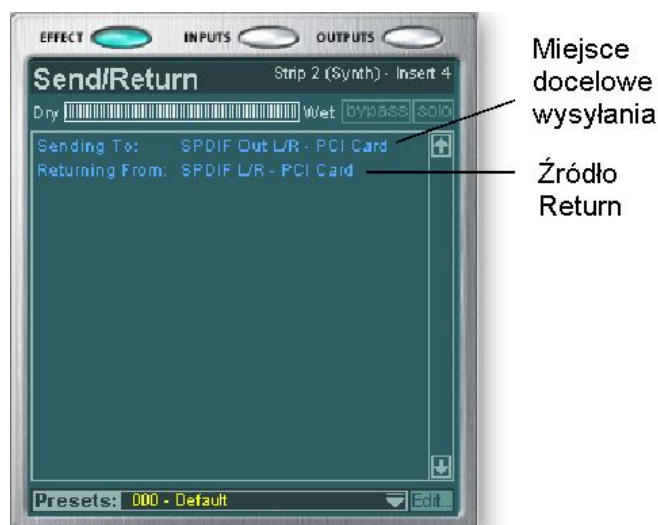 EFFECT INPUTS OUTPUTS
Send/Return Strip 2 (Synth) - Insert 4
Dry Wet bypass solo
Sending To: SPDIF Out L/R - PCI Card
Returning From: SPDIF L/R - PCI Card
Presets: 000 - Default Edit...
Miejsce
docelowe
wysyłania
Źródło
Return